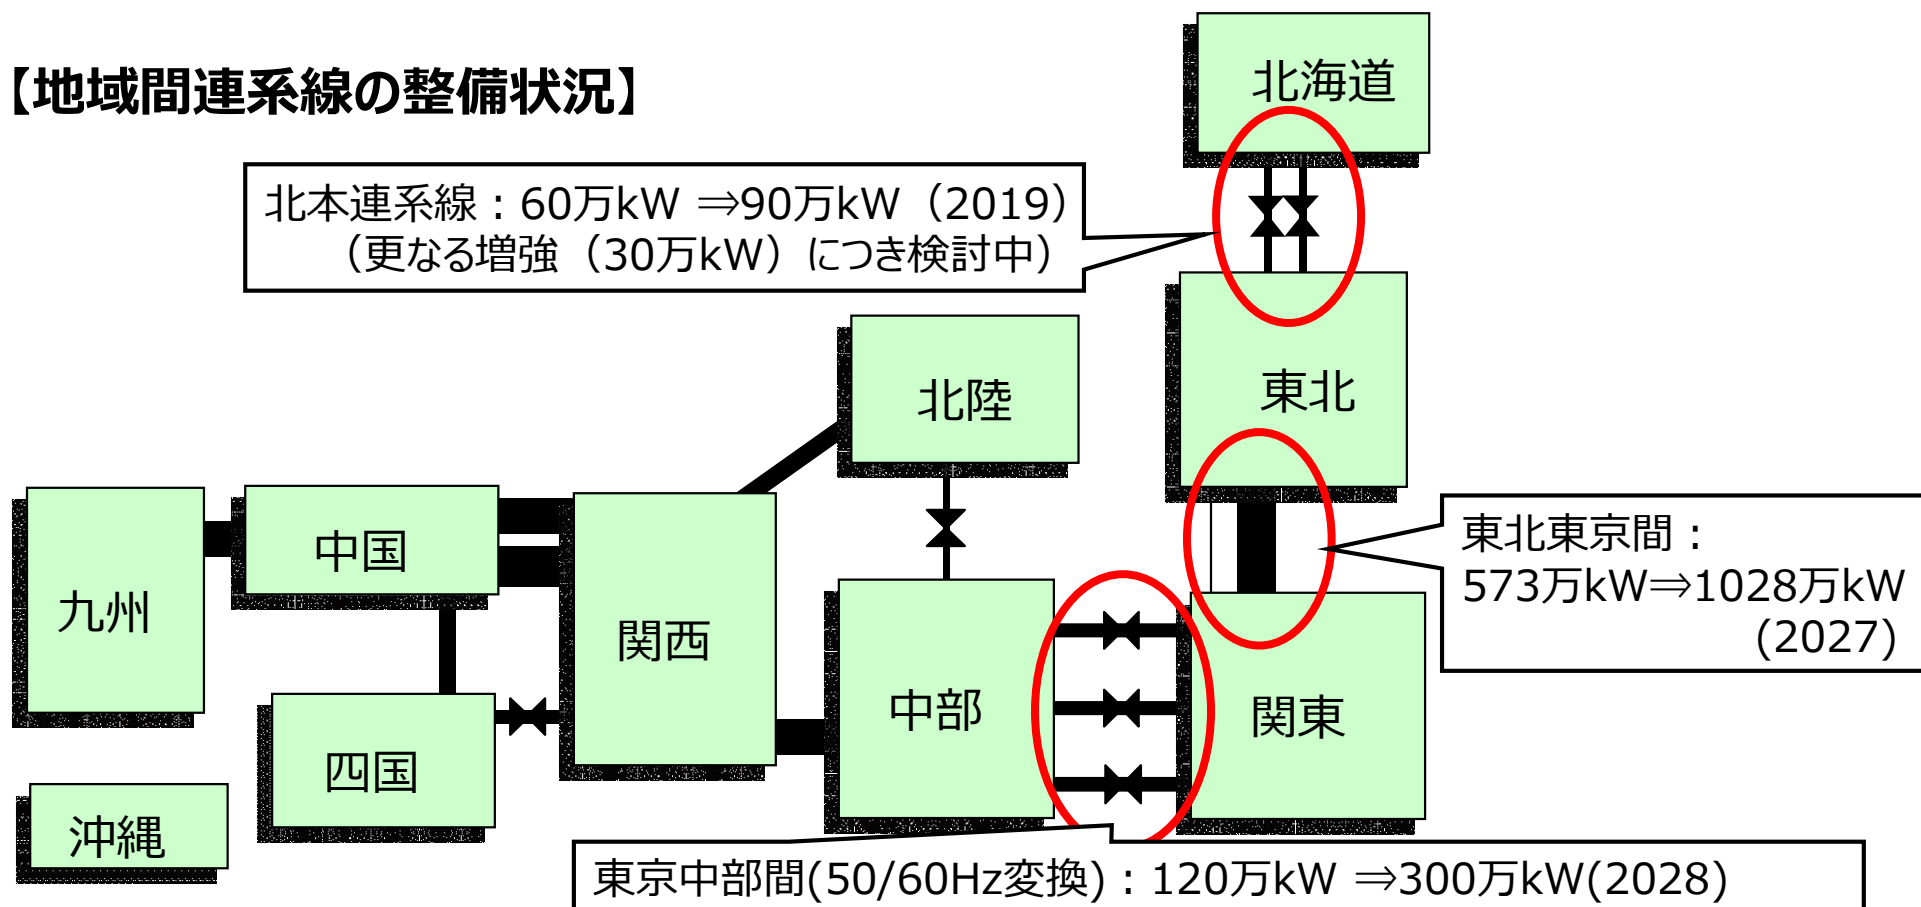 【地域間連系線の整備状況】
北海道
北本連系線：60万kW ⇒90万kW（2019）
（更なる増強（30万kW）につき検討中）
北陸
東北
九州
中国
関西
東北東京間：
573万kW⇒1028万kW
(2027)
中部
関東
四国
沖縄
東京中部間(50/60Hz変換)：120万kW ⇒300万kW(2028)